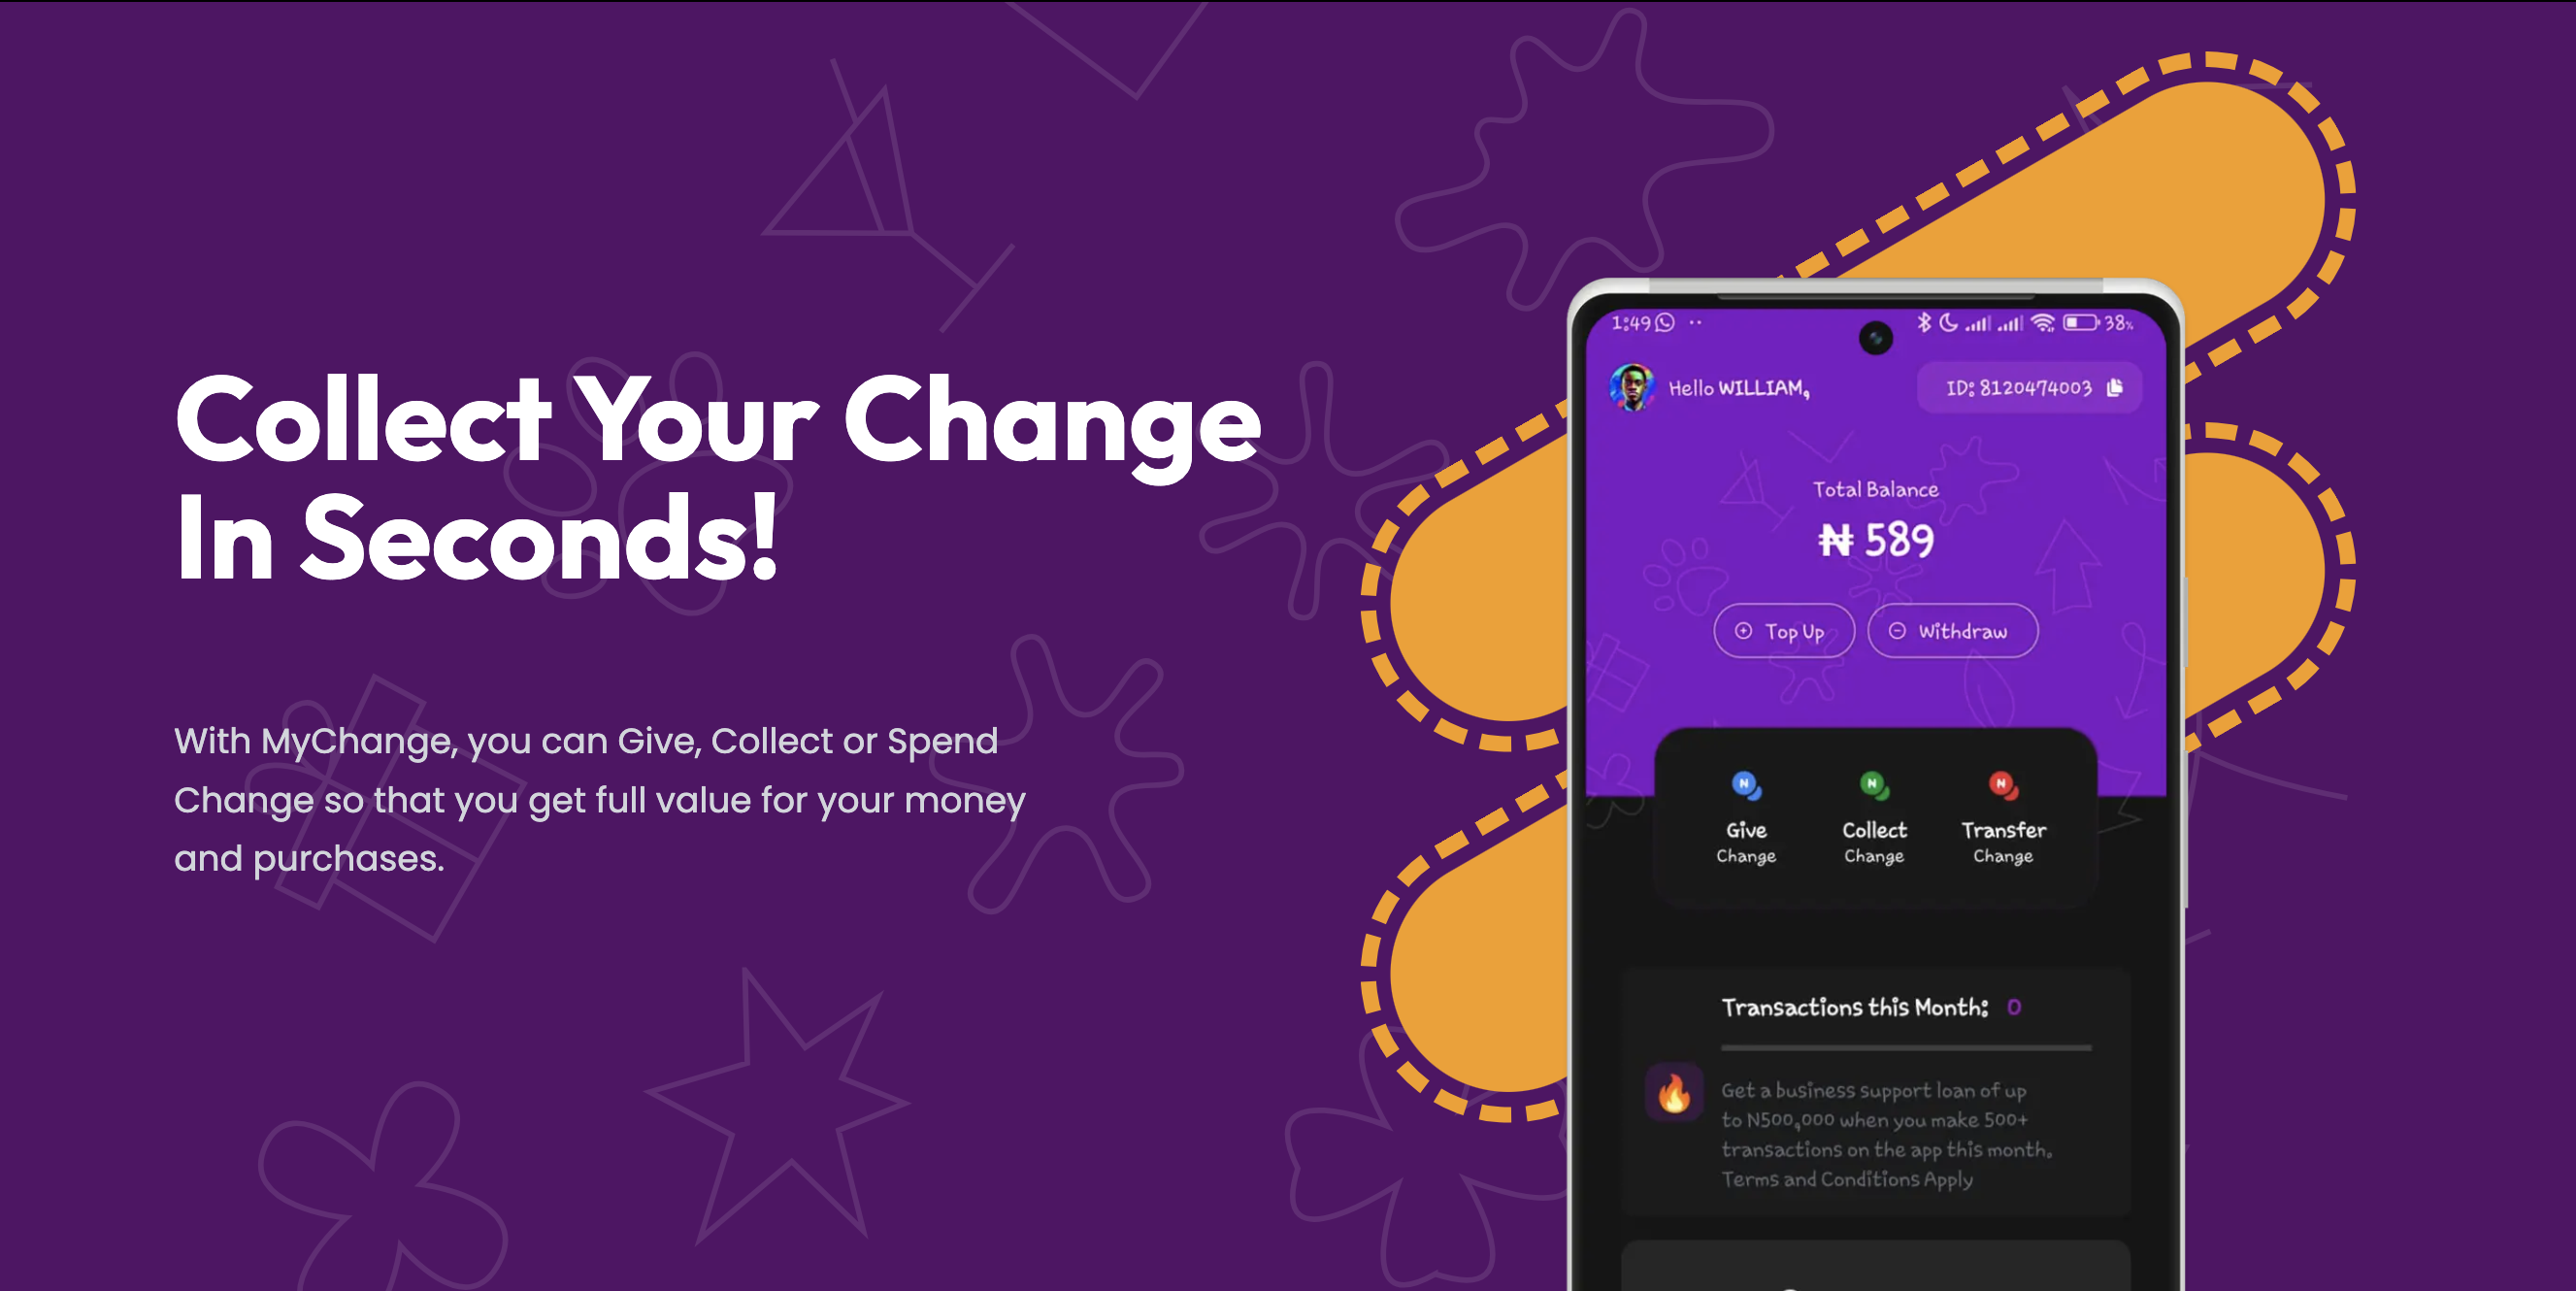 Collect Your Change
In Seconds!
With MyChange, you can Give, Collect or Spend
Change so that you get full value for your money
and purchases.
1:49 38%
Hello WILLIAM, ID: 8120474003
Total Balance
₦ 589
Top Up Withdraw
N N N
Give Collect Transfer
Change Change Change
Transactions this Month: 0
Get a business support loan of up
to N500,000 when you make 500+
transactions on the app this month.
Terms and Conditions Apply